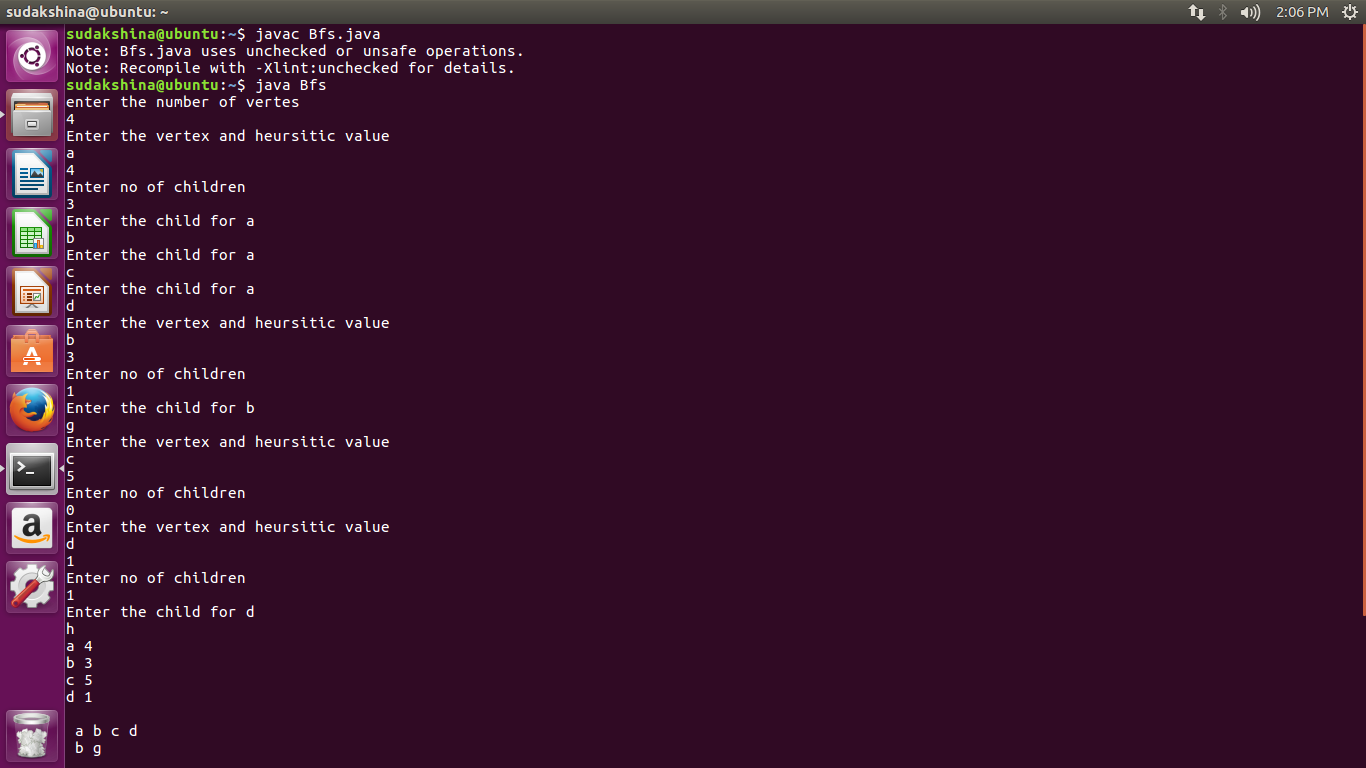 sudakshina@ubuntu: ~
2:06 PM
sudakshina@ubuntu:~$ javac Bfs.java
Note: Bfs.java uses unchecked or unsafe operations.
Note: Recompile with -Xlint:unchecked for details.
sudakshina@ubuntu:~$ java Bfs
enter the number of vertes
4
Enter the vertex and heursitic value
a
4
Enter no of children
3
Enter the child for a
b
Enter the child for a
c
Enter the child for a
d
Enter the vertex and heursitic value
b
3
Enter no of children
1
Enter the child for b
g
Enter the vertex and heursitic value
c
5
Enter no of children
0
Enter the vertex and heursitic value
d
1
Enter no of children
1
Enter the child for d
h
a 4
b 3
c 5
d 1
a b c d
b g